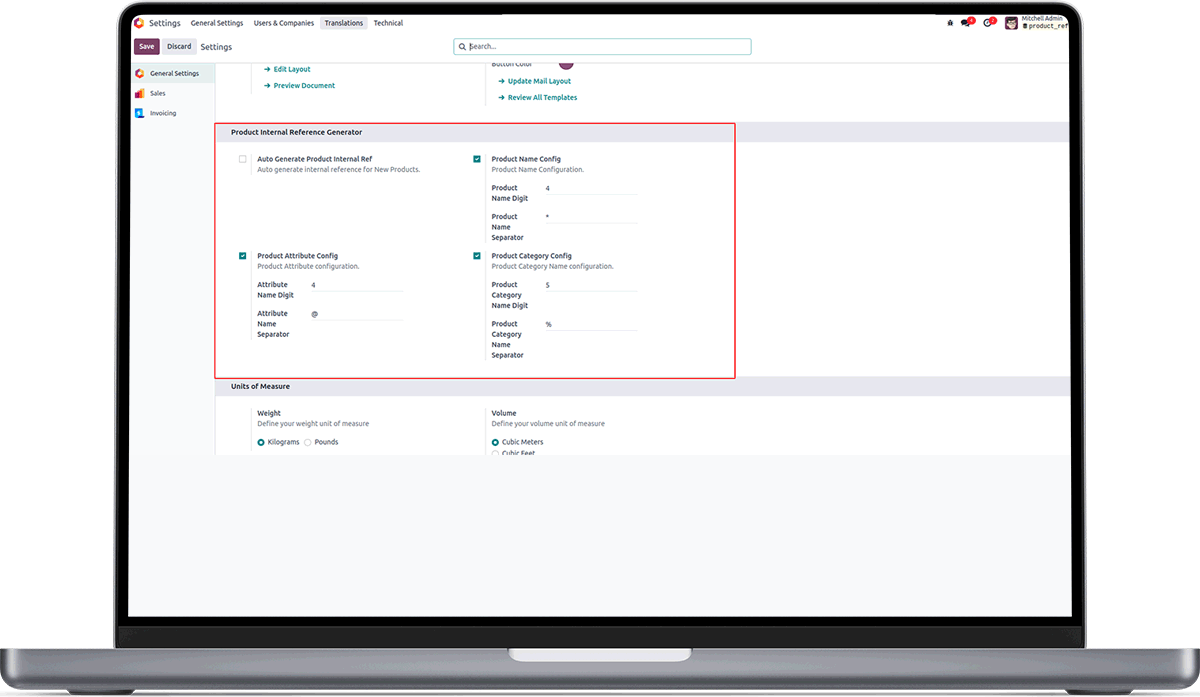 Settings General Settings Users & Companies Translations Technical
Mitchell Admin
product_ref
Save Discard Settings
Search...
General Settings
Sales
Invoicing
Edit Layout
Preview Document
Button Color
Update Mail Layout
Review All Templates
Product Internal Reference Generator
Auto Generate Product Internal Ref
Auto generate internal reference for New Products.
Product Name Config
Product Name Configuration.
Product
Name Digit
4
Product
Name
Separator
*
Product Attribute Config
Product Attribute configuration.
Attribute
Name Digit
4
Attribute
Name
Separator
@
Product Category Config
Product Category Name configuration.
Product
Category
Name Digit
5
Product
Category
Name
Separator
%
Units of Measure
Weight
Define your weight unit of measure
Kilograms Pounds
Volume
Define your volume unit of measure
Cubic Meters
Cubic Feet